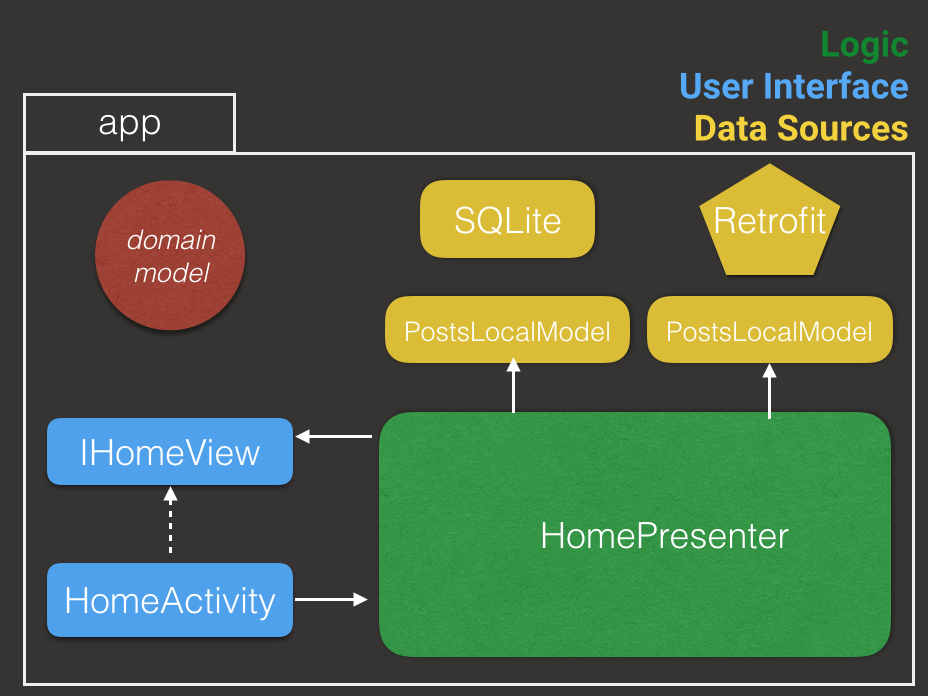 Logic
User Interface
Data Sources
app
domain
model
SQLite
Retrofit
PostsLocalModel
PostsLocalModel
IHomeView
HomePresenter
HomeActivity